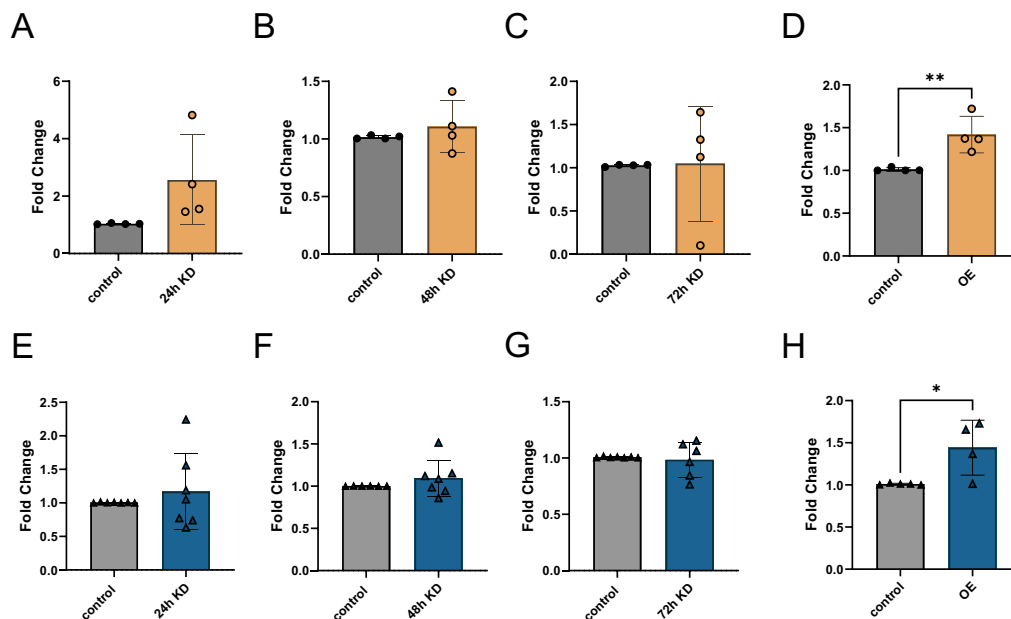 A
B
C
D
Fold Change
6
4
2
0
control
24h KD
Fold Change
1.5
1.0
0.5
0.0
control
48h KD
Fold Change
2.0
1.5
1.0
0.5
0.0
control
72h KD
Fold Change
2.0
1.5
1.0
0.5
0.0
**
control
OE
E
F
G
H
Fold Change
2.5
2.0
1.5
1.0
0.5
0.0
control
24h KD
Fold Change
2.0
1.5
1.0
0.5
0.0
control
48h KD
Fold Change
1.5
1.0
0.5
0.0
control
72h KD
Fold Change
2.0
1.5
1.0
0.5
0.0
*
control
OE